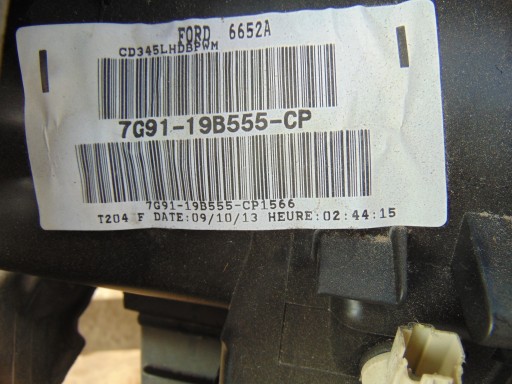 FORD 6652A
CD345LHDBPWM
7G91-19B555-CP
7G91-19B555-CP1566
T204 F DATE:09/10/13 HEURE:02:44:15